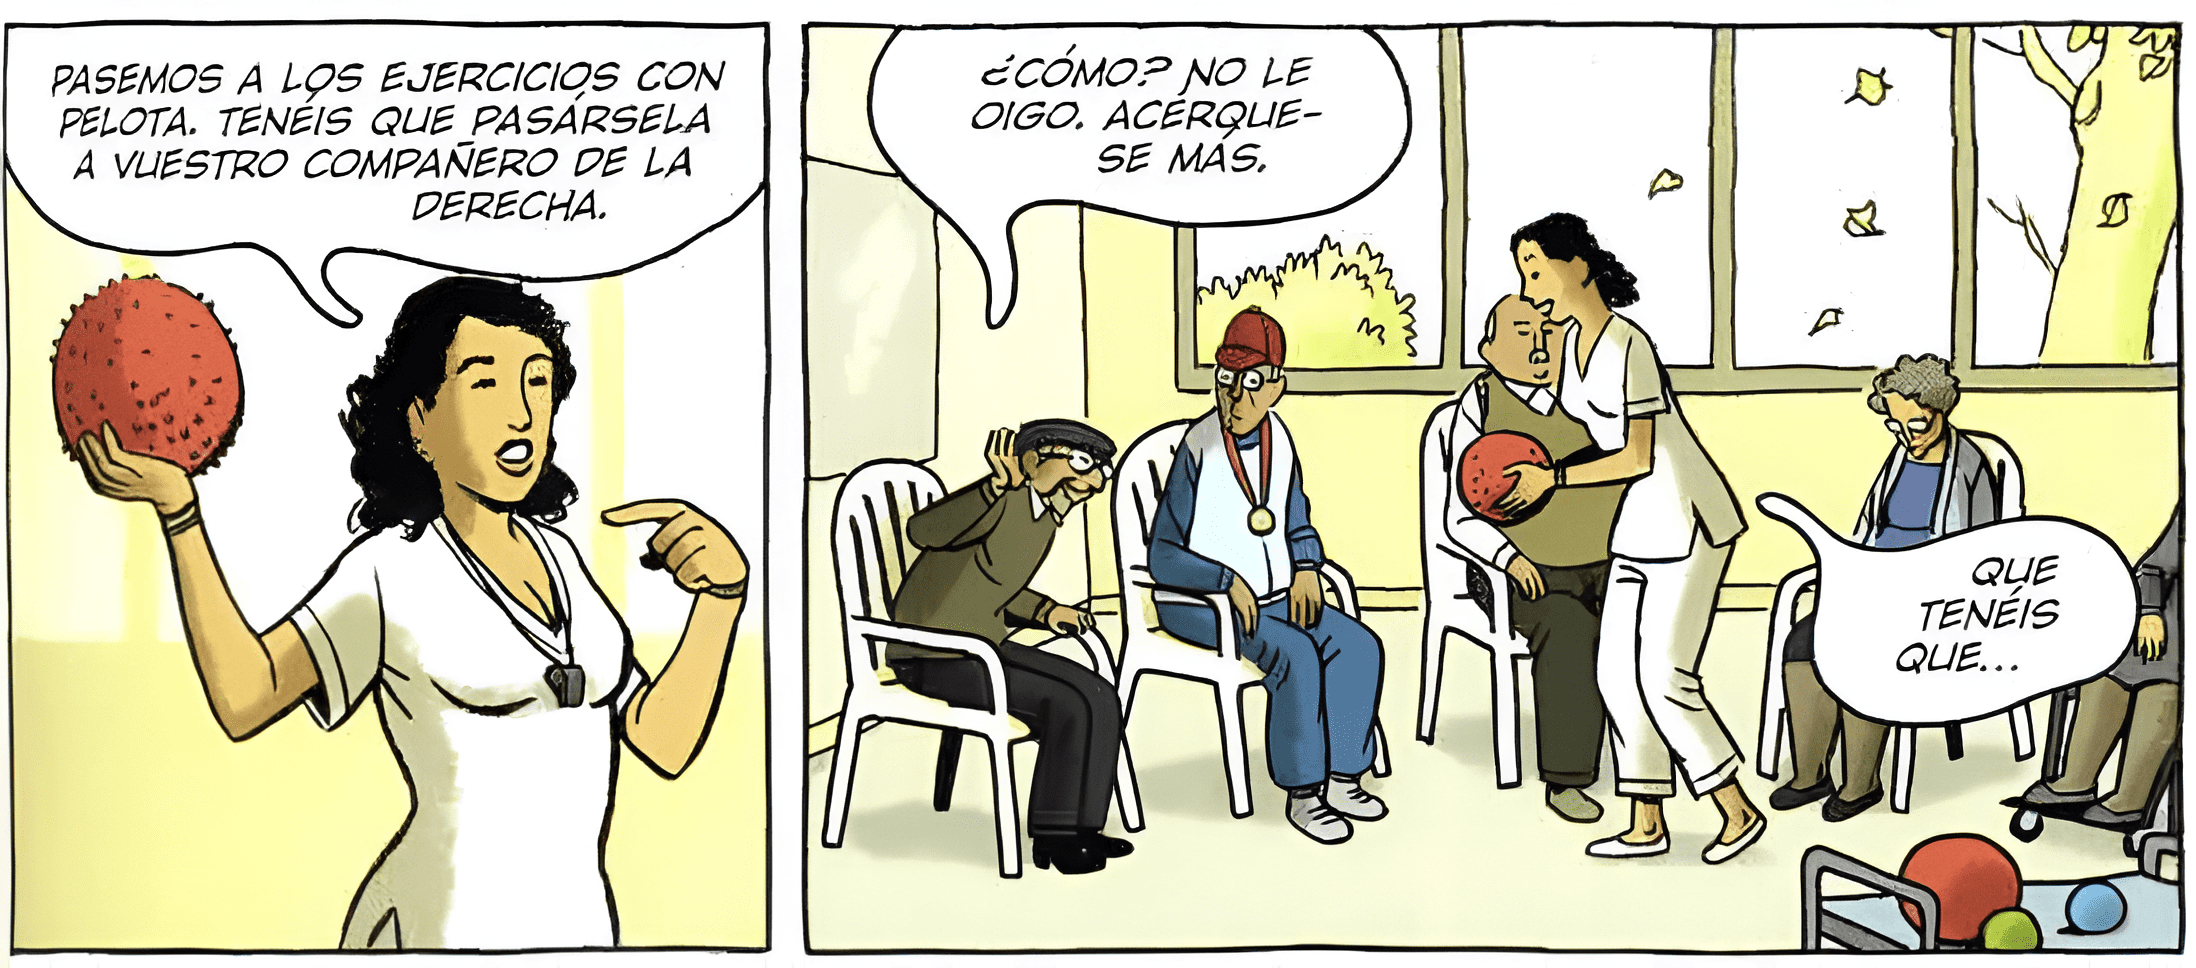 PASEMOS A LOS EJERCICIOS CON
PELOTA. TENÉIS QUE PASÁRSELA
A VUESTRO COMPAÑERO DE LA
DERECHA.
¿CÓMO? NO LE
OIGO. ACÉRQUE-
SE MÁS.
QUE
TENÉIS
QUE...